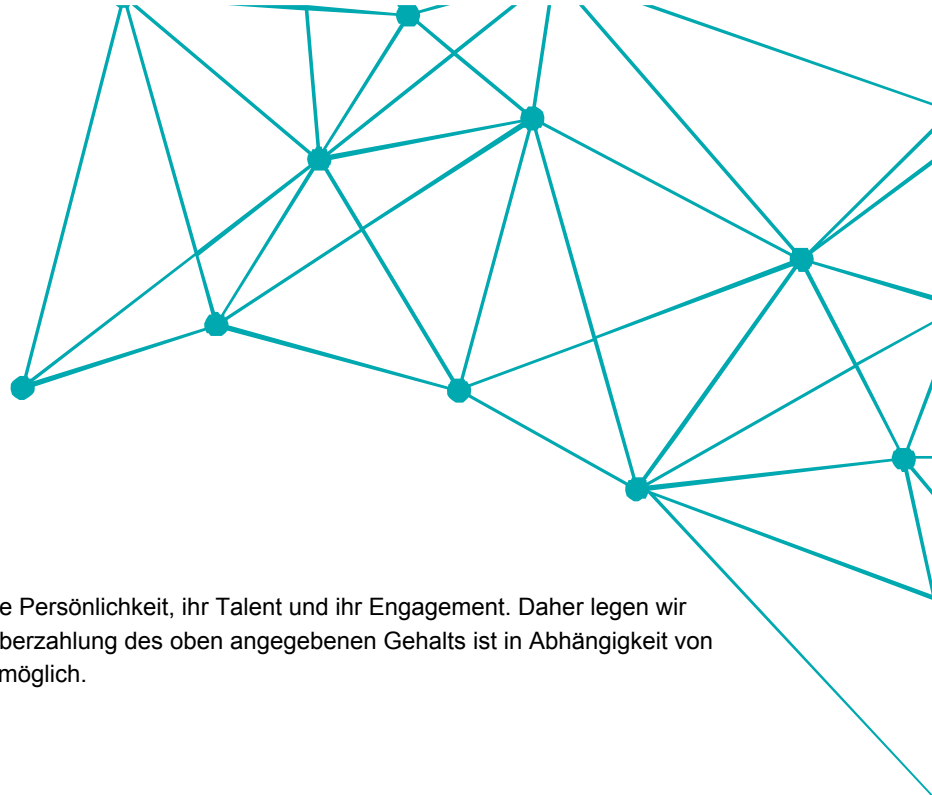 e Persönlichkeit, ihr Talent und ihr Engagement. Daher legen wir
berzahlung des oben angegebenen Gehalts ist in Abhängigkeit von
möglich.